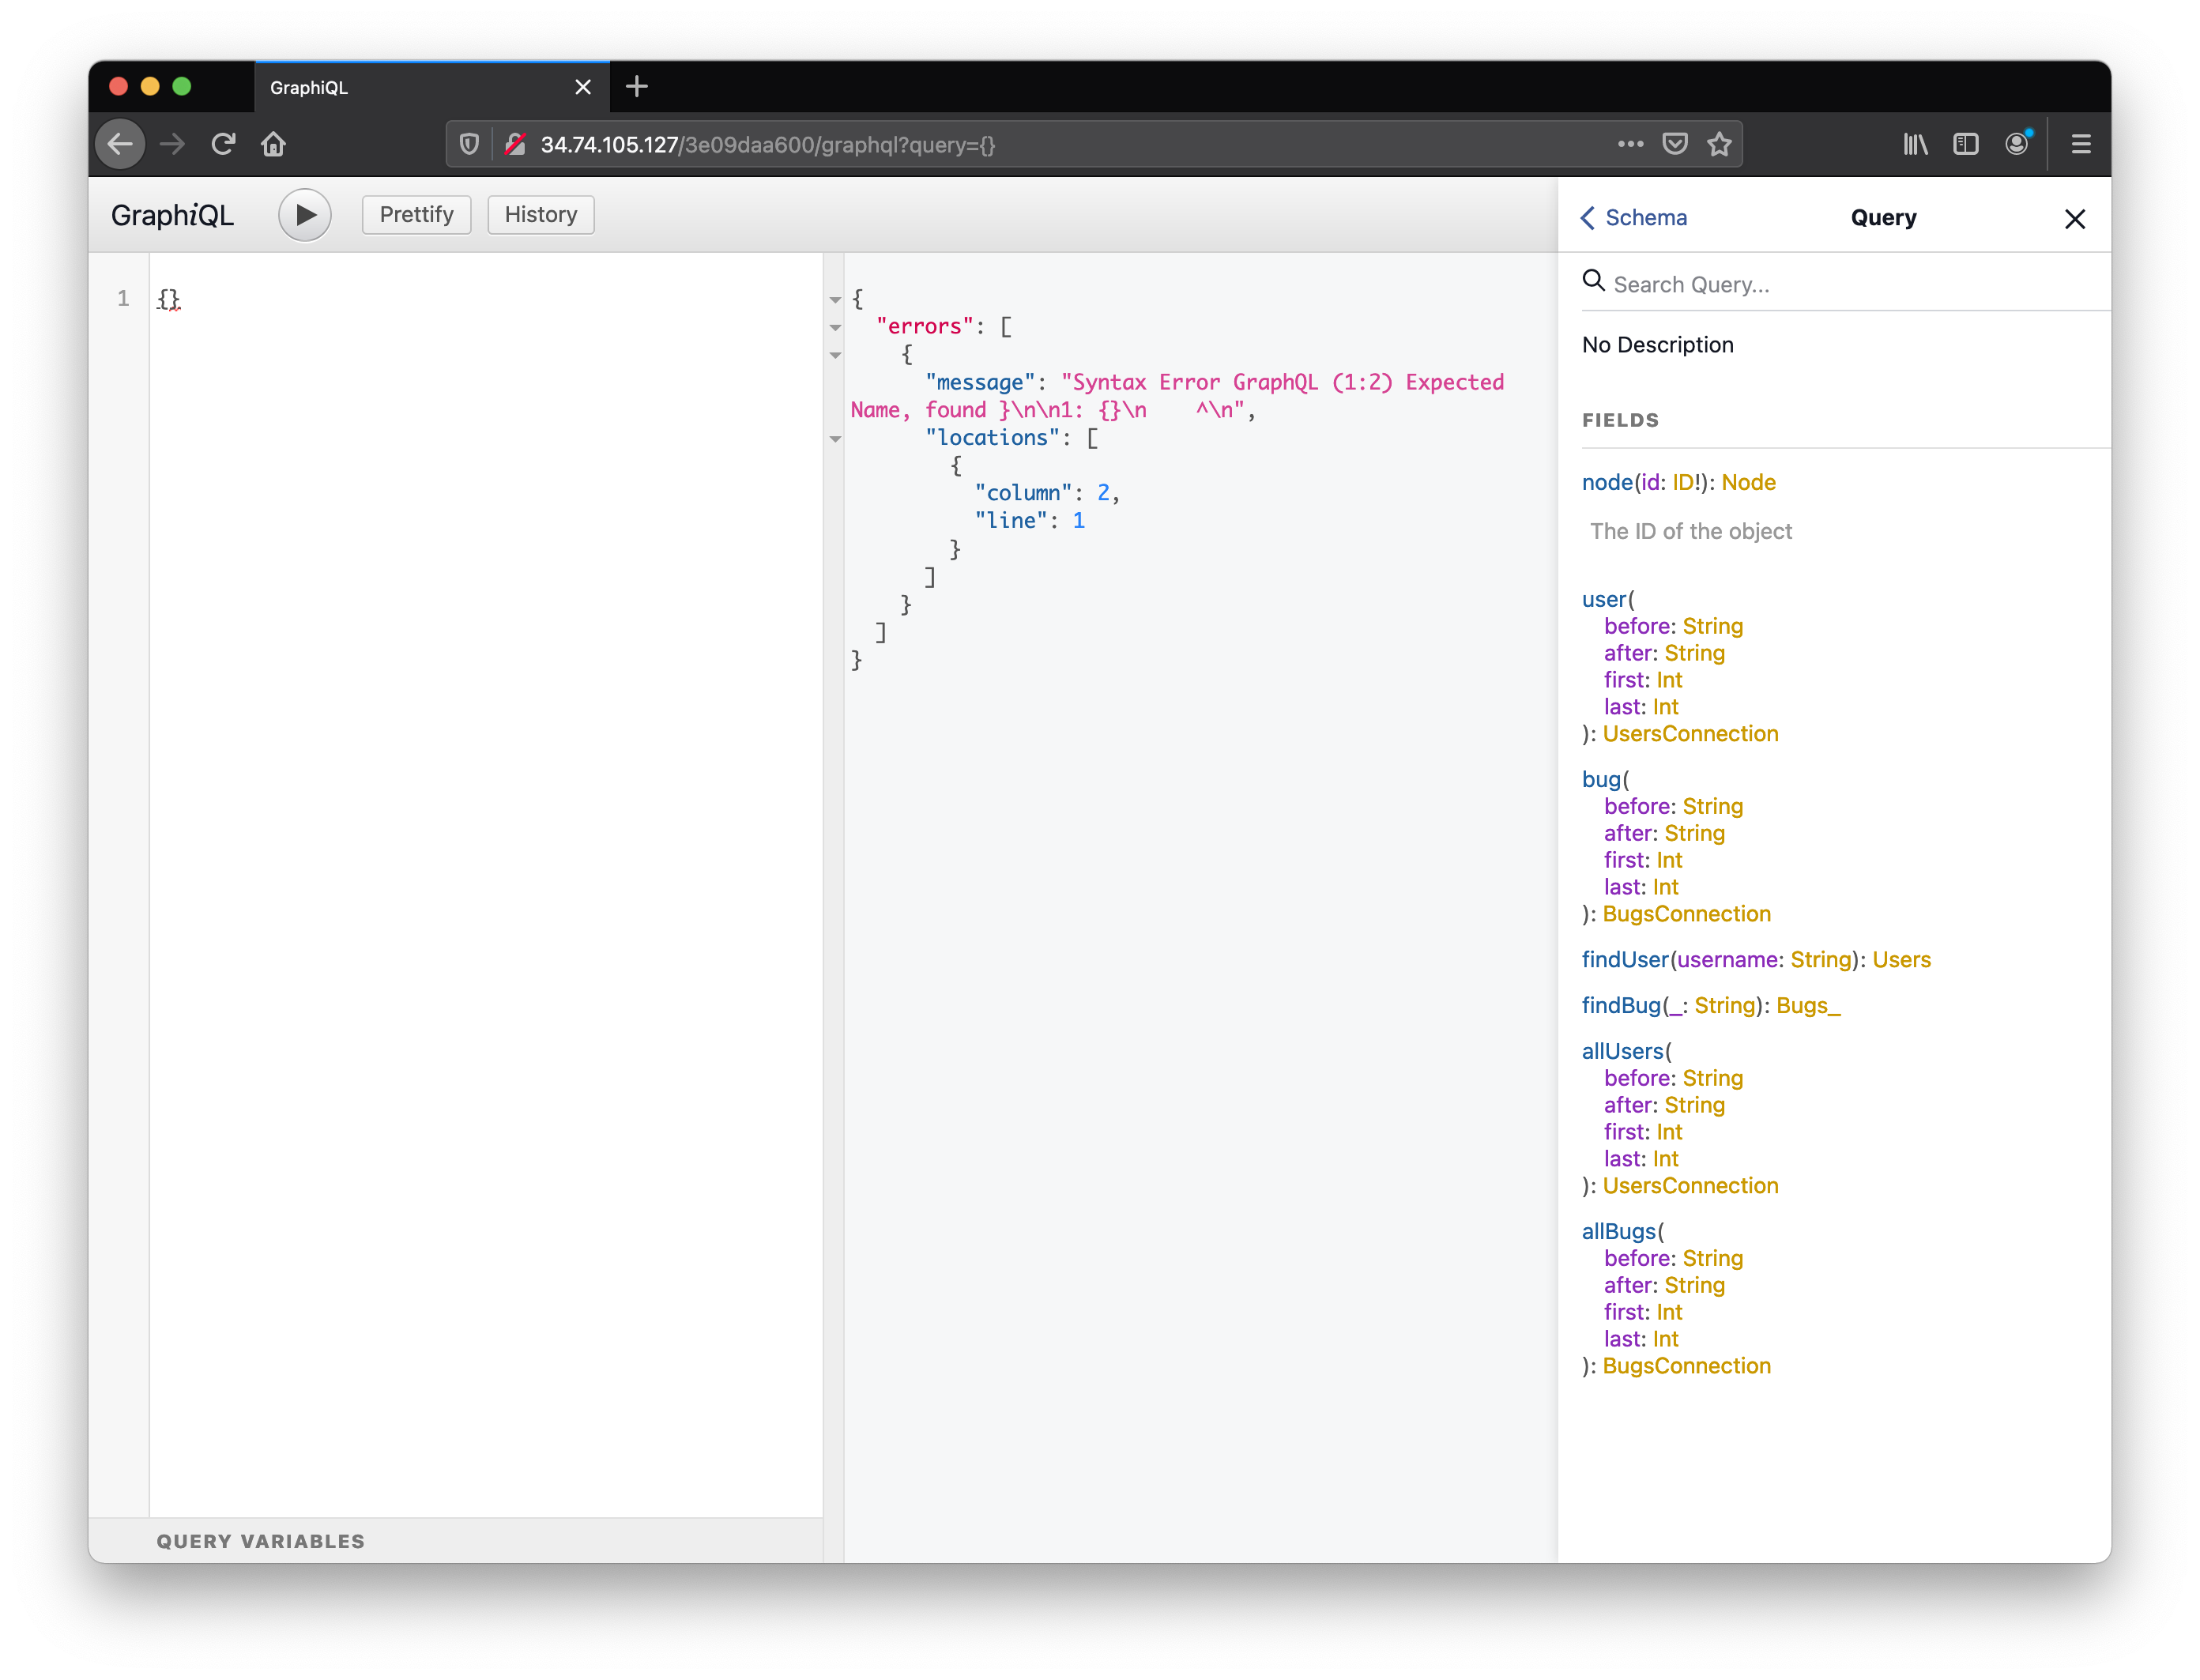 GraphiQL
34.74.105.127/3e09daa600/graphql?query={}
GraphiQL
Prettify
History
1
{}
{
"errors": [
{
"message": "Syntax Error GraphQL (1:2) Expected
Name, found }\n\n1: {}\n    ^\n",
"locations": [
{
"column": 2,
"line": 1
}
]
}
]
}
QUERY VARIABLES
Schema
Query
Search Query...
No Description
FIELDS
node(id: ID!): Node
The ID of the object
user(
before: String
after: String
first: Int
last: Int
): UsersConnection
bug(
before: String
after: String
first: Int
last: Int
): BugsConnection
findUser(username: String): Users
findBug(_: String): Bugs_
allUsers(
before: String
after: String
first: Int
last: Int
): UsersConnection
allBugs(
before: String
after: String
first: Int
last: Int
): BugsConnection